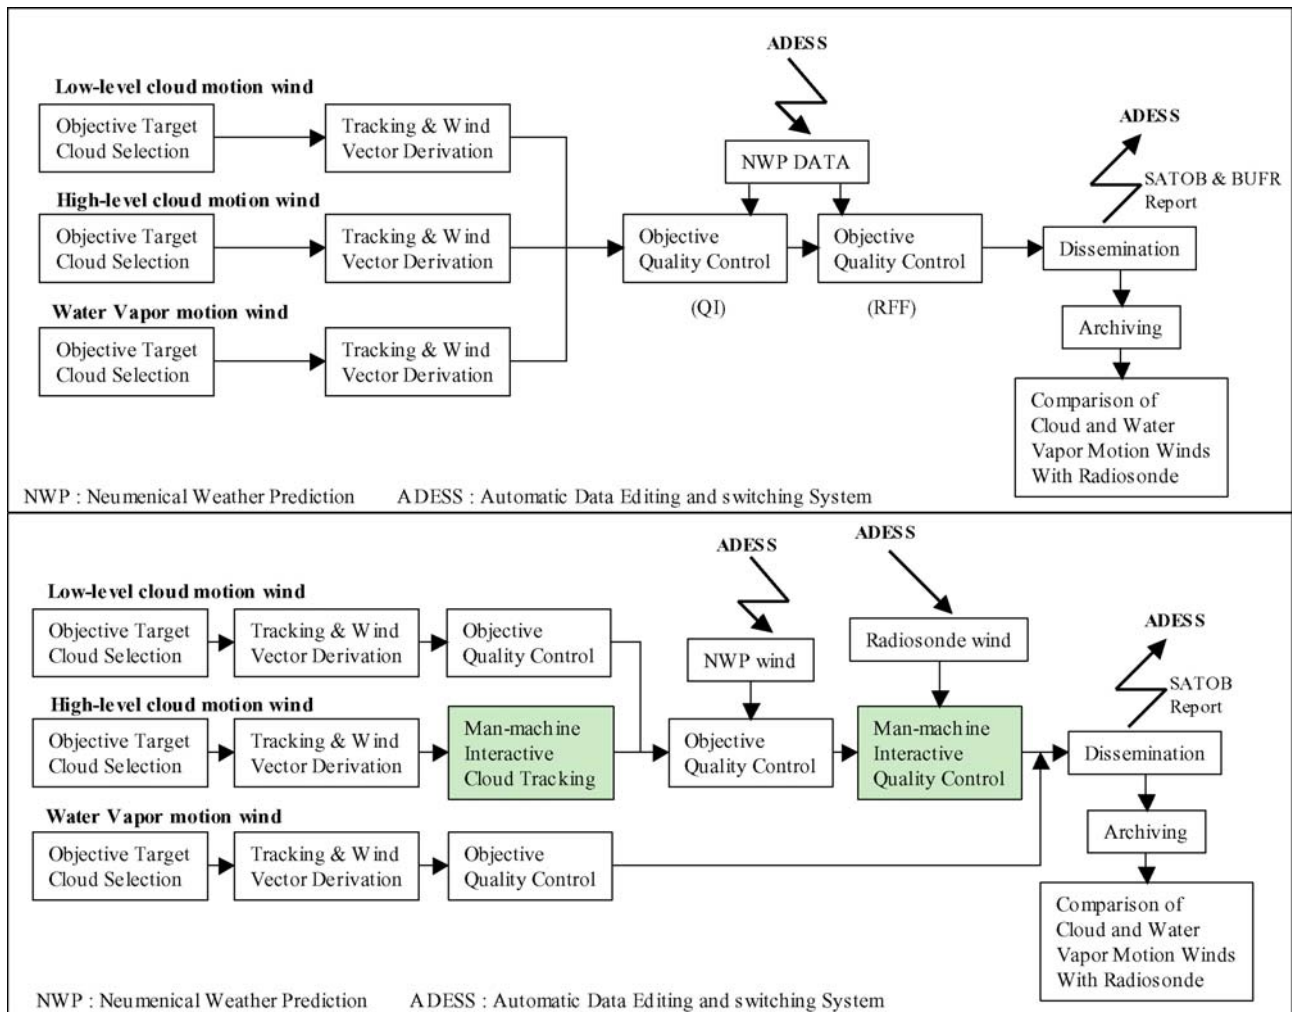 ADESS
Low-level cloud motion wind
Objective Target
Cloud Selection
Tracking & Wind
Vector Derivation
NWP DATA
ADESS
SATOB & BUFR
Report
High-level cloud motion wind
Objective Target
Cloud Selection
Tracking & Wind
Vector Derivation
Objective
Quality Control
(QI)
Objective
Quality Control
(RFF)
Dissemination
Archiving
Water Vapor motion wind
Objective Target
Cloud Selection
Tracking & Wind
Vector Derivation
Comparison of
Cloud and Water
Vapor Motion Winds
With Radiosonde
NWP : Neumenical Weather Prediction
ADESS : Automatic Data Editing and switching System
ADESS
ADESS
Low-level cloud motion wind
Objective Target
Cloud Selection
Tracking & Wind
Vector Derivation
Objective
Quality Control
NWP wind
Radiosonde wind
ADESS
SATOB
Report
High-level cloud motion wind
Objective Target
Cloud Selection
Tracking & Wind
Vector Derivation
Man-machine
Interactive
Cloud Tracking
Objective
Quality Control
Man-machine
Interactive
Quality Control
Dissemination
Archiving
Water Vapor motion wind
Objective Target
Cloud Selection
Tracking & Wind
Vector Derivation
Objective
Quality Control
Comparison of
Cloud and Water
Vapor Motion Winds
With Radiosonde
NWP : Neumenical Weather Prediction
ADESS : Automatic Data Editing and switching System